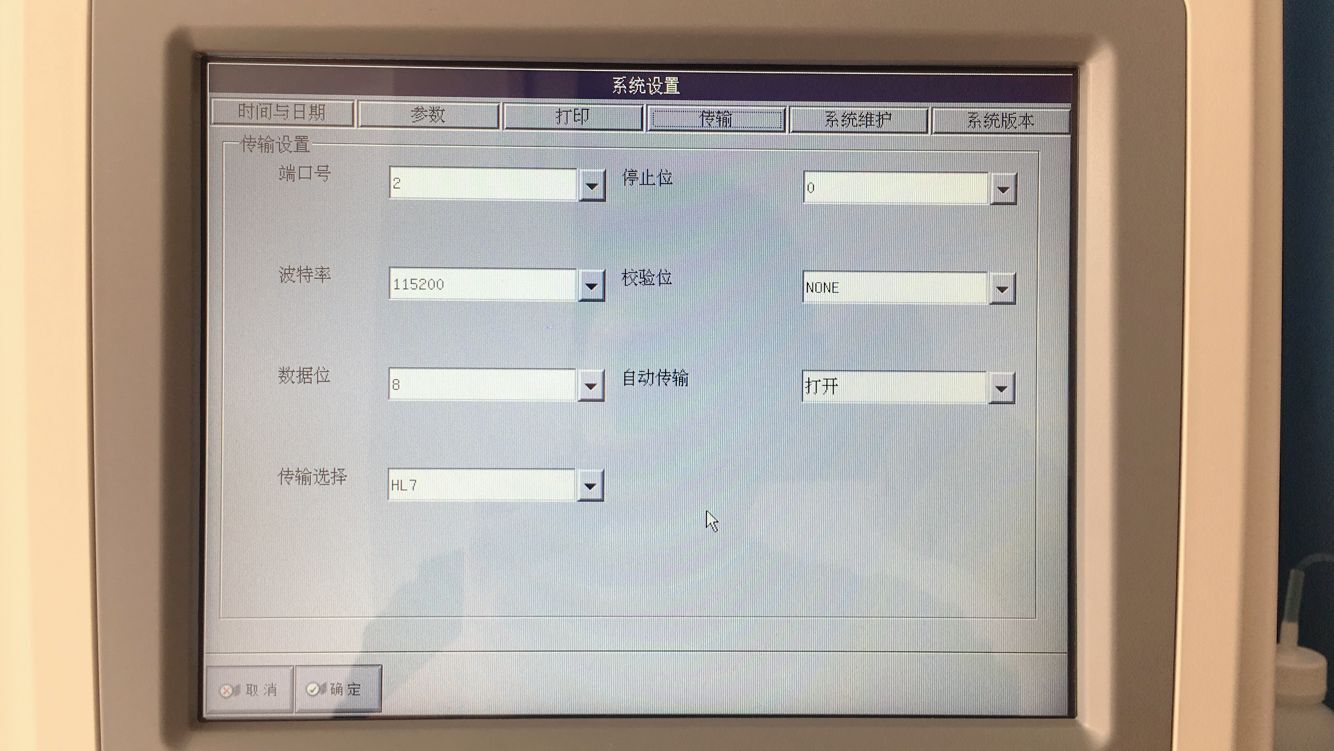 系统设置
时间与日期 参数 打印 传输 系统维护 系统版本
传输设置
端口号 2 停止位 0
波特率 115200 校验位 NONE
数据位 8 自动传输 打开
传输选择 HL7
取消 确定